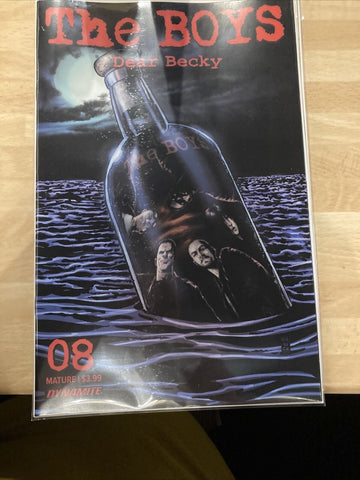 The BOYS
Dear Becky
The BOYS
08
MATURE | $3.99
DYNAMITE